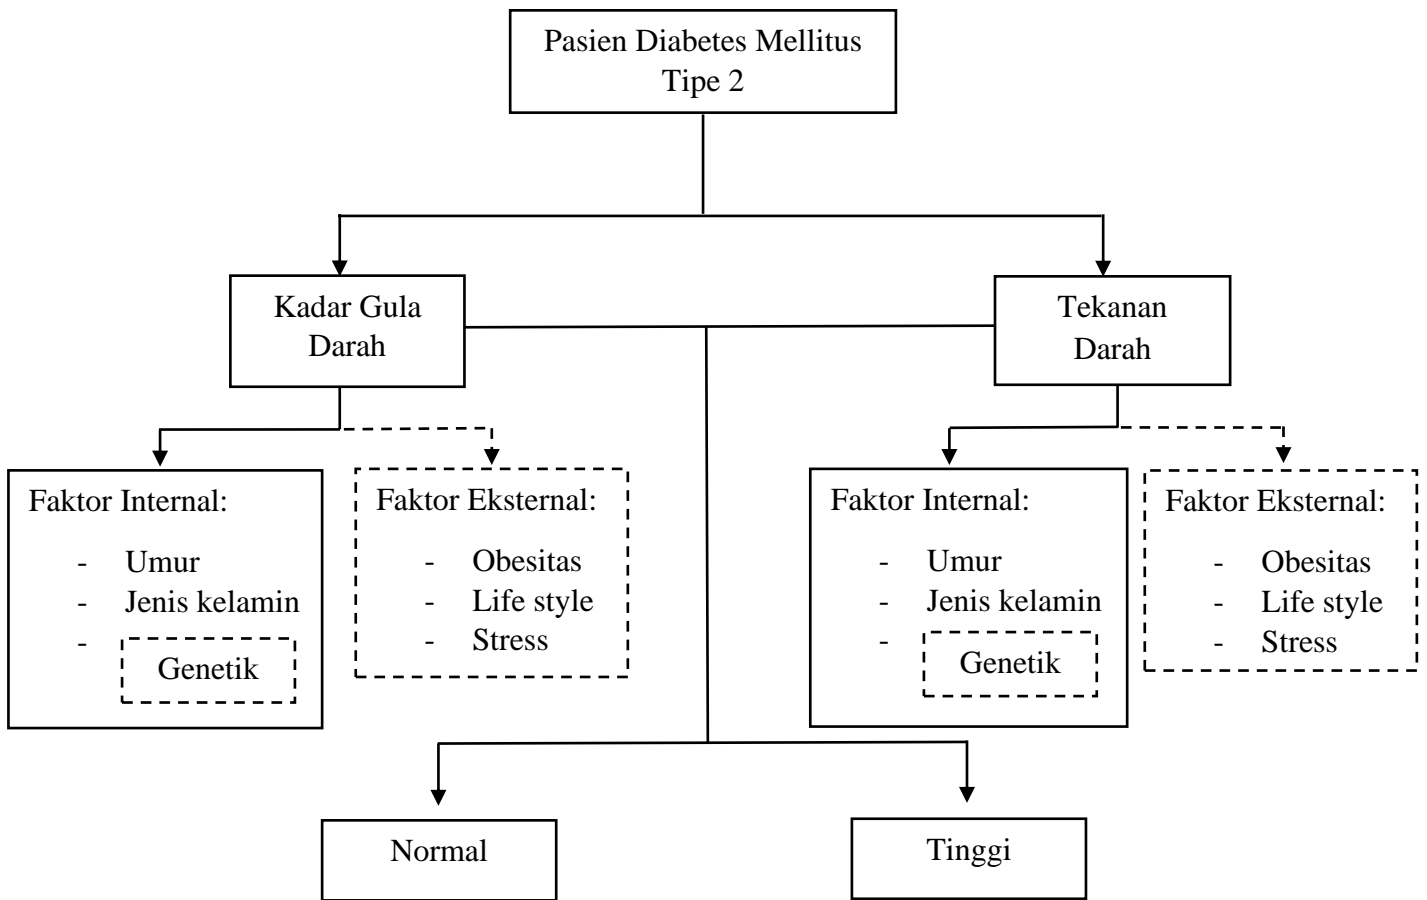 Pasien Diabetes Mellitus
Tipe 2
Kadar Gula
Darah
Tekanan
Darah
Faktor Internal:
- Umur
- Jenis kelamin
- Genetik
Faktor Eksternal:
- Obesitas
- Life style
- Stress
Faktor Internal:
- Umur
- Jenis kelamin
- Genetik
Faktor Eksternal:
- Obesitas
- Life style
- Stress
Normal
Tinggi